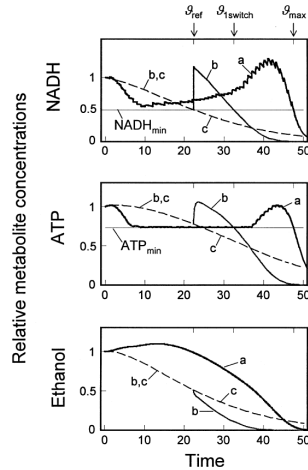 ϑref ϑ1switch ϑmax
Relative metabolite concentrations
NADH
1
0.5
0
b,c
b
a
NADHmin
c
0 10 20 30 40 50
ATP
1
0.5
0
b,c
b
a
ATPmin
c
0 10 20 30 40 50
Ethanol
1
0.5
0
a
b,c
c
b
0 10 20 30 40 50
Time